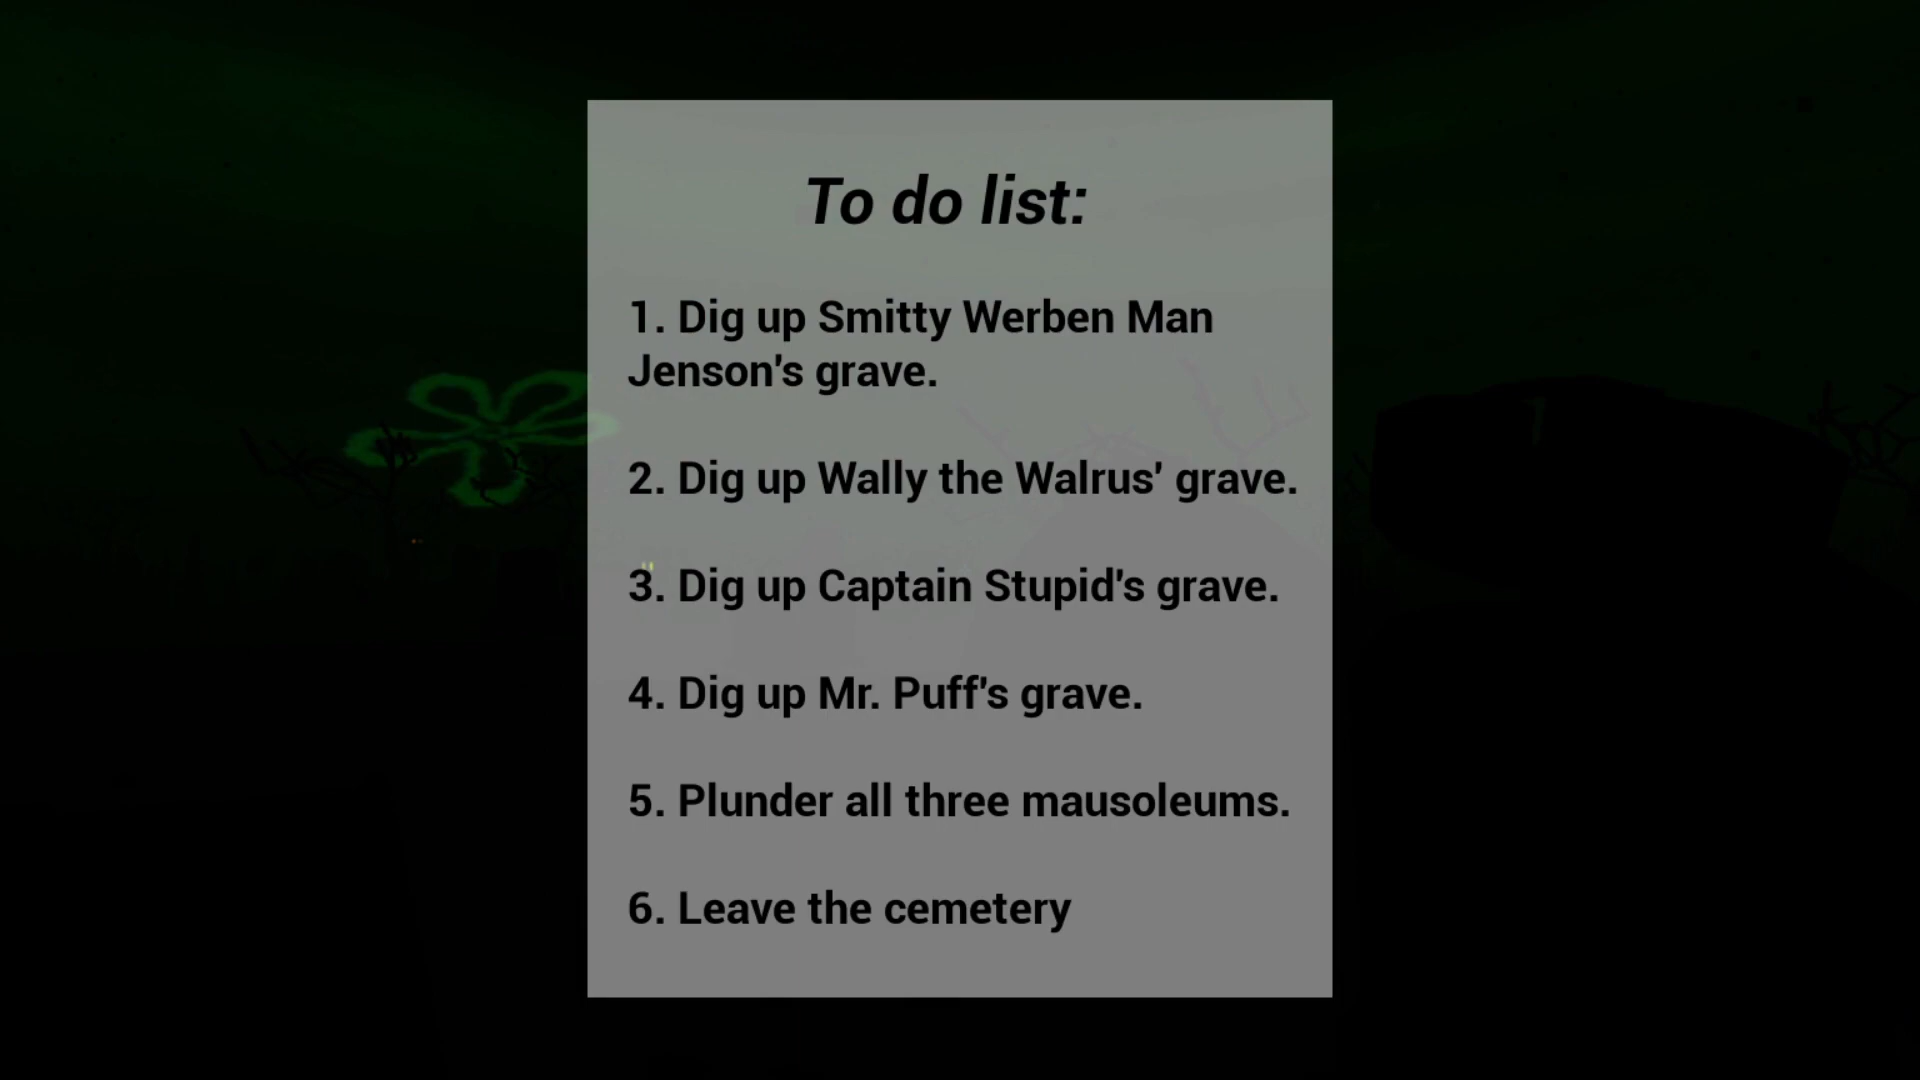 To do list:
1. Dig up Smitty Werben Man
Jenson's grave.
2. Dig up Wally the Walrus' grave.
3. Dig up Captain Stupid's grave.
4. Dig up Mr. Puff's grave.
5. Plunder all three mausoleums.
6. Leave the cemetery